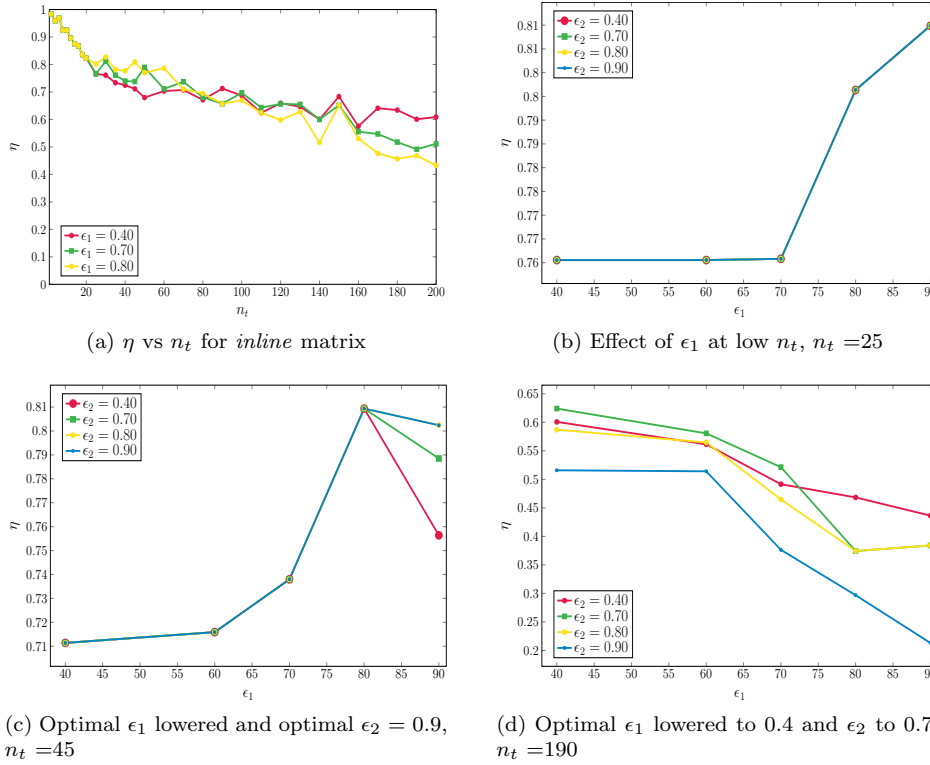 1
0.9
0.8
0.7
0.6
0.5
0.4
0.3
0.2
0.1
0
η
ϵ1 = 0.40
ϵ1 = 0.70
ϵ1 = 0.80
20 40 60 80 100 120 140 160 180 200
nt
(a) η vs nt for inline matrix
0.81
0.8
0.8
0.79
0.78
0.77
0.77
0.76
η
ϵ2 = 0.40
ϵ2 = 0.70
ϵ2 = 0.80
ϵ2 = 0.90
40 45 50 55 60 65 70 75 80 85 90
ϵ1
(b) Effect of ϵ1 at low nt, nt =25
0.81
0.8
0.79
0.77
0.76
0.75
0.74
0.73
0.72
0.71
η
ϵ2 = 0.40
ϵ2 = 0.70
ϵ2 = 0.80
ϵ2 = 0.90
40 45 50 55 60 65 70 75 80 85 90
ϵ1
(c) Optimal ϵ1 lowered and optimal ϵ2 = 0.9,
nt =45
0.65
0.6
0.55
0.5
0.45
0.4
0.35
0.3
0.25
0.2
η
ϵ2 = 0.40
ϵ2 = 0.70
ϵ2 = 0.80
ϵ2 = 0.90
40 45 50 55 60 65 70 75 80 85 90
ϵ1
(d) Optimal ϵ1 lowered to 0.4 and ϵ2 to 0.7
nt =190